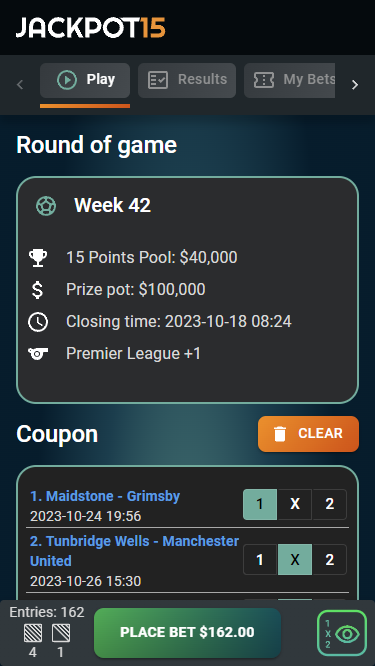 JACKPOT15
Play
Results
My Bets
Round of game
Week 42
15 Points Pool: $40,000
Prize pot: $100,000
Closing time: 2023-10-18 08:24
Premier League +1
Coupon
CLEAR
1. Maidstone - Grimsby
2023-10-24 19:56
1 X 2
2. Tunbridge Wells - Manchester
United
2023-10-26 15:30
1 X 2
Entries: 162
4 1
PLACE BET $162.00
1
X
2